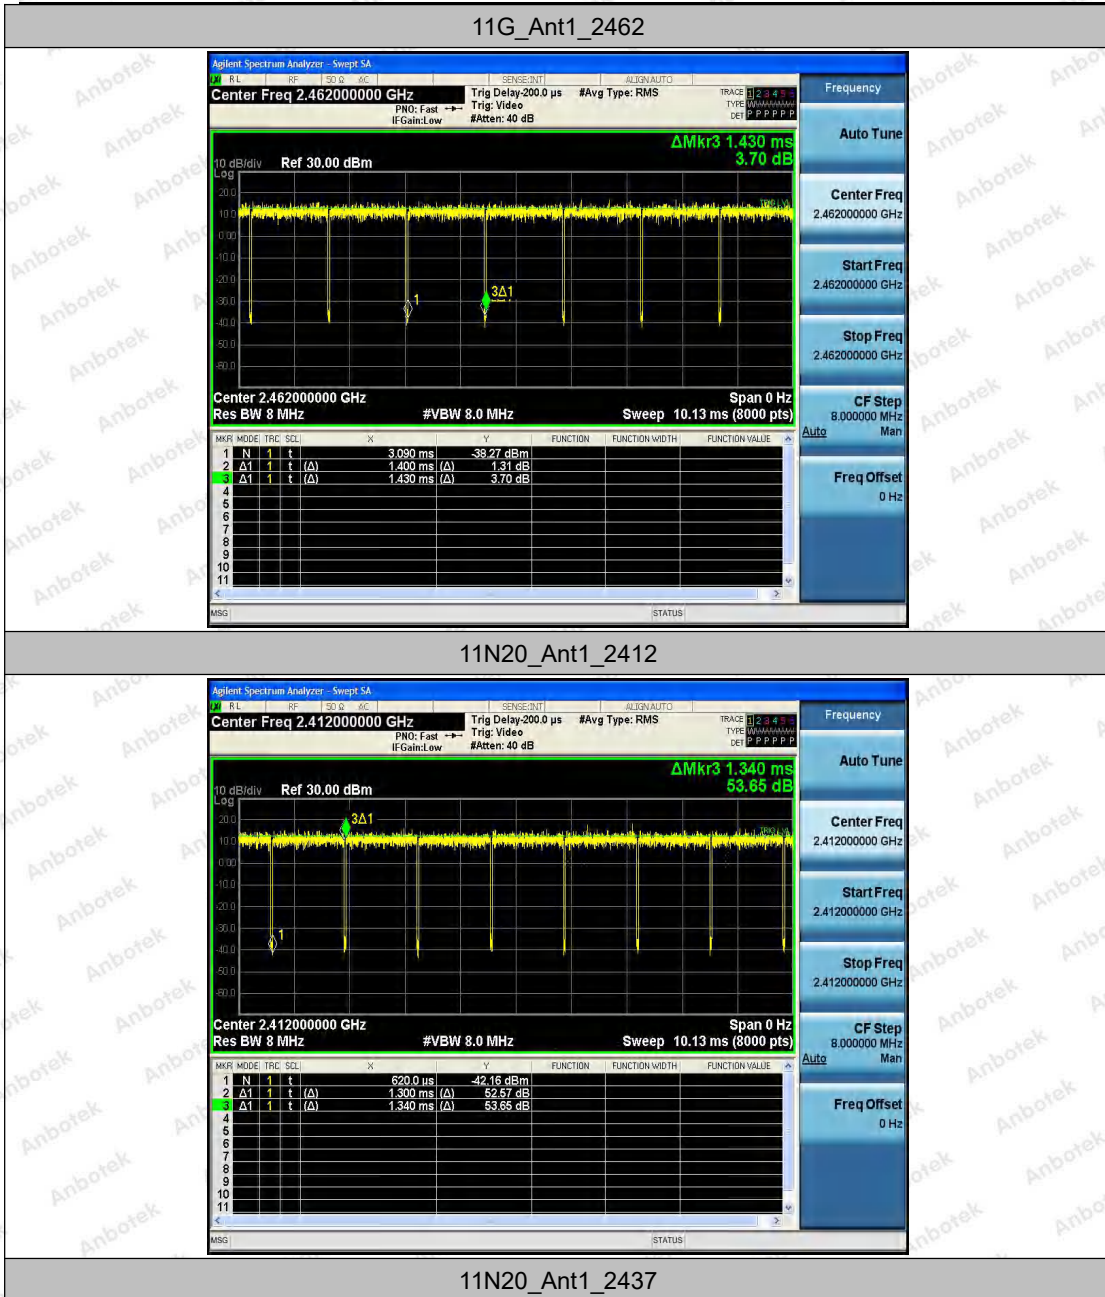 11G_Ant1_2462
Agilent Spectrum Analyzer - Swept SA
RL RF 50 Ω AC SENSE:INT ALIGNAUTO
Center Freq 2.462000000 GHz
PNO: Fast
IFGain:Low
Trig Delay-200.0 µs #Avg Type: RMS
Trig: Video
#Atten: 40 dB
TRACE 1 2 3 4 5 6
TYPE
DET P P P P P P
ΔMkr3 1.430 ms
3.70 dB
10 dB/div Ref 30.00 dBm
Log
20.0
10.0
0.00
-10.0
-20.0
-30.0
-40.0
-50.0
-60.0
1
3Δ1
Center 2.462000000 GHz Span 0 Hz
Res BW 8 MHz #VBW 8.0 MHz Sweep 10.13 ms (8000 pts)
MKR MODE TRC SCL X Y FUNCTION FUNCTION WIDTH FUNCTION VALUE
1 N 1 t 3.090 ms -38.27 dBm
2 Δ1 1 t (Δ) 1.400 ms (Δ) 1.31 dB
3 Δ1 1 t (Δ) 1.430 ms (Δ) 3.70 dB
4
5
6
7
8
9
10
11
MSG STATUS
Frequency
Auto Tune
Center Freq
2.462000000 GHz
Start Freq
2.462000000 GHz
Stop Freq
2.462000000 GHz
CF Step
8.000000 MHz
Auto Man
Freq Offset
0 Hz
11N20_Ant1_2412
Agilent Spectrum Analyzer - Swept SA
RL RF 50 Ω AC SENSE:INT ALIGNAUTO
Center Freq 2.412000000 GHz
PNO: Fast
IFGain:Low
Trig Delay-200.0 µs #Avg Type: RMS
Trig: Video
#Atten: 40 dB
TRACE 1 2 3 4 5 6
TYPE
DET P P P P P P
ΔMkr3 1.340 ms
53.65 dB
10 dB/div Ref 30.00 dBm
Log
20.0
10.0
0.00
-10.0
-20.0
-30.0
-40.0
-50.0
-60.0
3Δ1
1
Center 2.412000000 GHz Span 0 Hz
Res BW 8 MHz #VBW 8.0 MHz Sweep 10.13 ms (8000 pts)
MKR MODE TRC SCL X Y FUNCTION FUNCTION WIDTH FUNCTION VALUE
1 N 1 t 620.0 µs -42.16 dBm
2 Δ1 1 t (Δ) 1.300 ms (Δ) 52.57 dB
3 Δ1 1 t (Δ) 1.340 ms (Δ) 53.65 dB
4
5
6
7
8
9
10
11
MSG STATUS
Frequency
Auto Tune
Center Freq
2.412000000 GHz
Start Freq
2.412000000 GHz
Stop Freq
2.412000000 GHz
CF Step
8.000000 MHz
Auto Man
Freq Offset
0 Hz
11N20_Ant1_2437
Anbotek